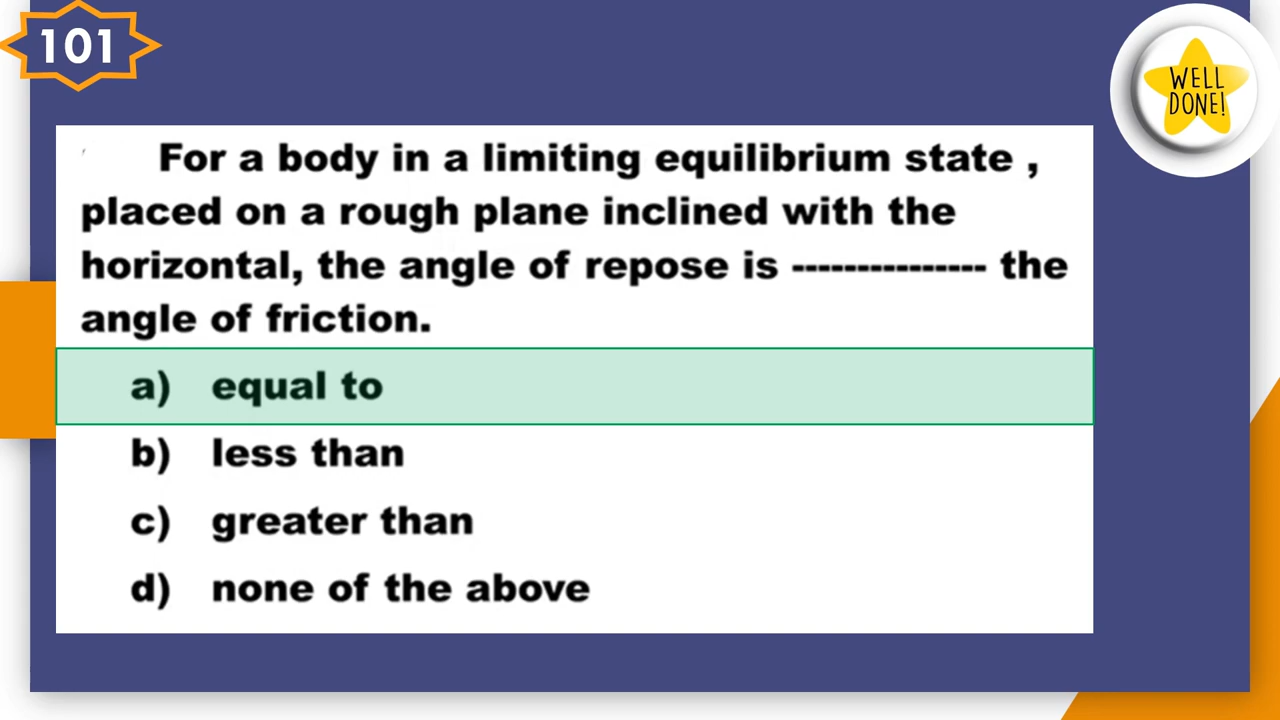 101
WELL
DONE!
For a body in a limiting equilibrium state ,
placed on a rough plane inclined with the
horizontal, the angle of repose is --------------- the
angle of friction.
a) equal to
b) less than
c) greater than
d) none of the above